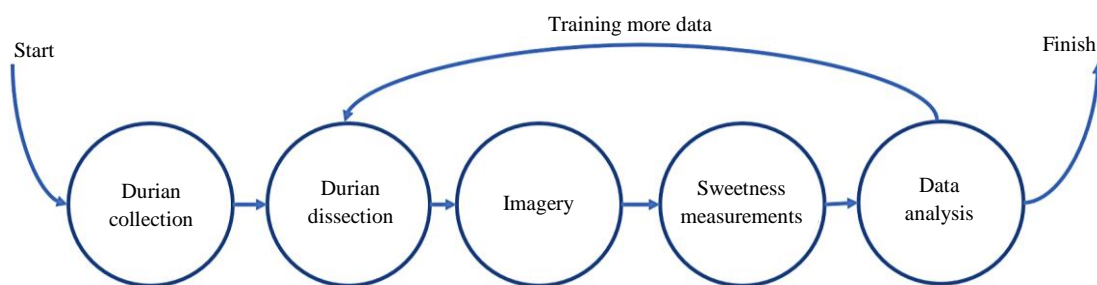 Training more data
Start
Finish
Durian
collection
Durian
dissection
Imagery
Sweetness
measurements
Data
analysis